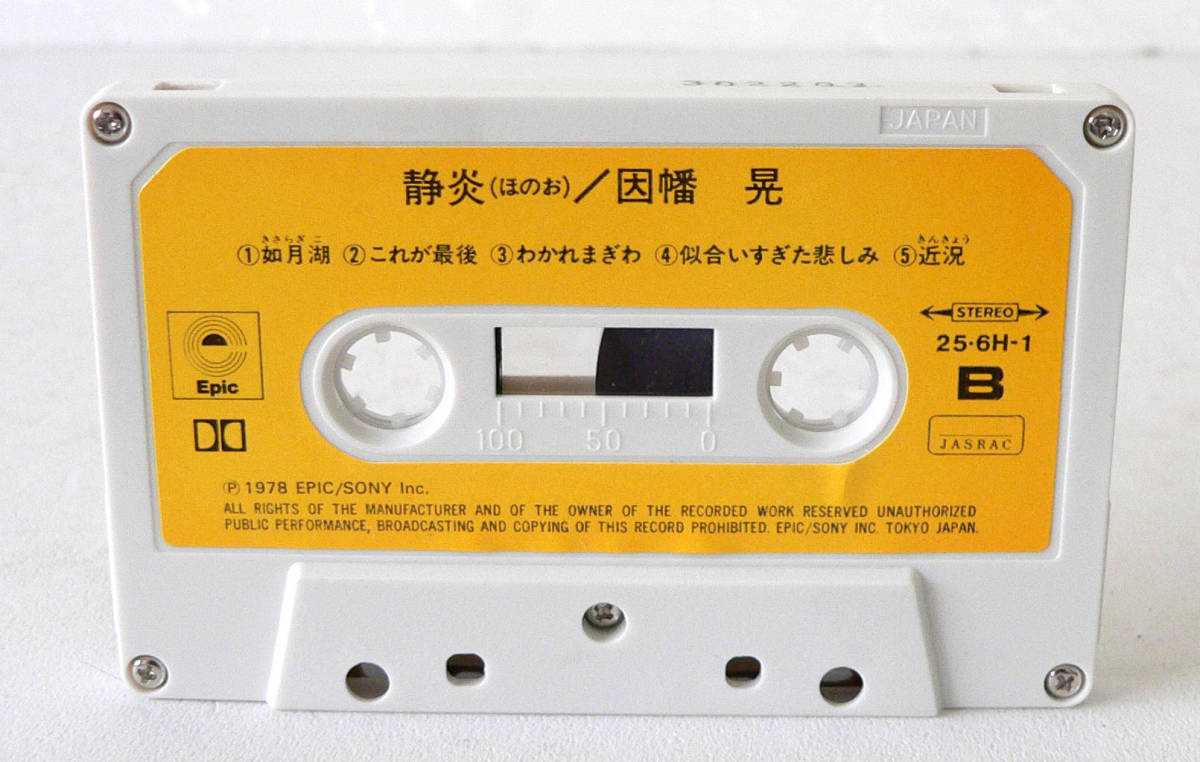 302202
JAPAN
静炎(ほのお)/因幡 晃
きさらぎこ きんきょう
①如月湖 ②これが最後 ③わかれまぎわ ④似合いすぎた悲しみ ⑤近況
STEREO
25・6H-1
B
Epic
JASRAC
100 50 0
Ⓟ 1978 EPIC/SONY Inc.
ALL RIGHTS OF THE MANUFACTURER AND OF THE OWNER OF THE RECORDED WORK RESERVED UNAUTHORIZED
PUBLIC PERFORMANCE, BROADCASTING AND COPYING OF THIS RECORD PROHIBITED. EPIC/SONY INC. TOKYO JAPAN.